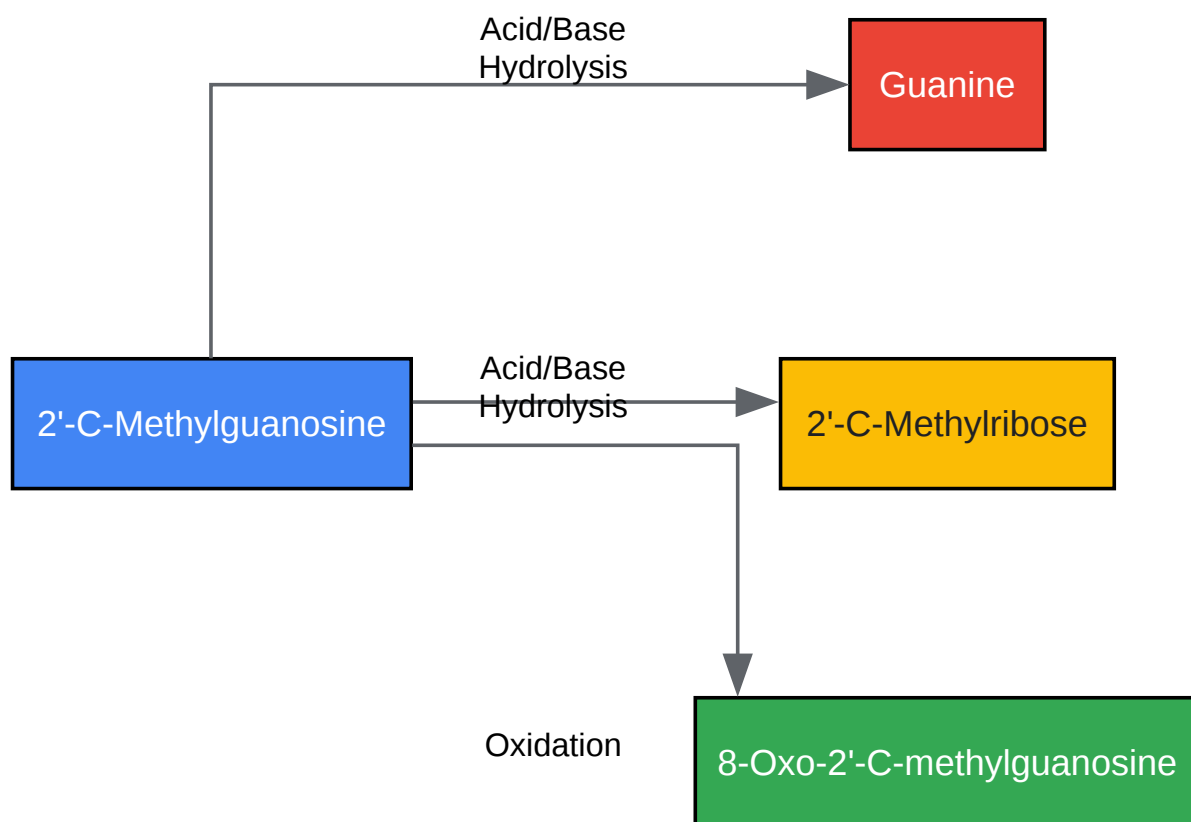 Acid/Base
Hydrolysis
Guanine
Acid/Base
Hydrolysis
2'-C-Methylguanosine
2'-C-Methylribose
Oxidation
8-Oxo-2'-C-methylguanosine